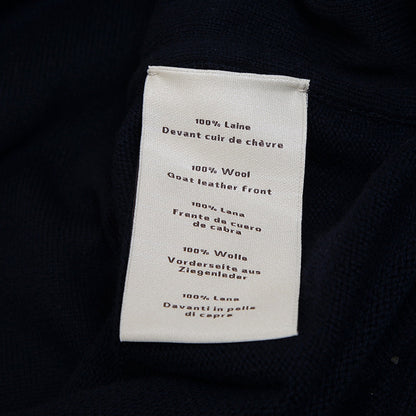 100% Laine
Devant cuir de chèvre
100% Wool
Goat leather front
100% Lana
Frente de cuero
de cabra
100% Wolle
Vorderseite aus
Ziegenleder
100% Lana
Davanti in pelle
di capra